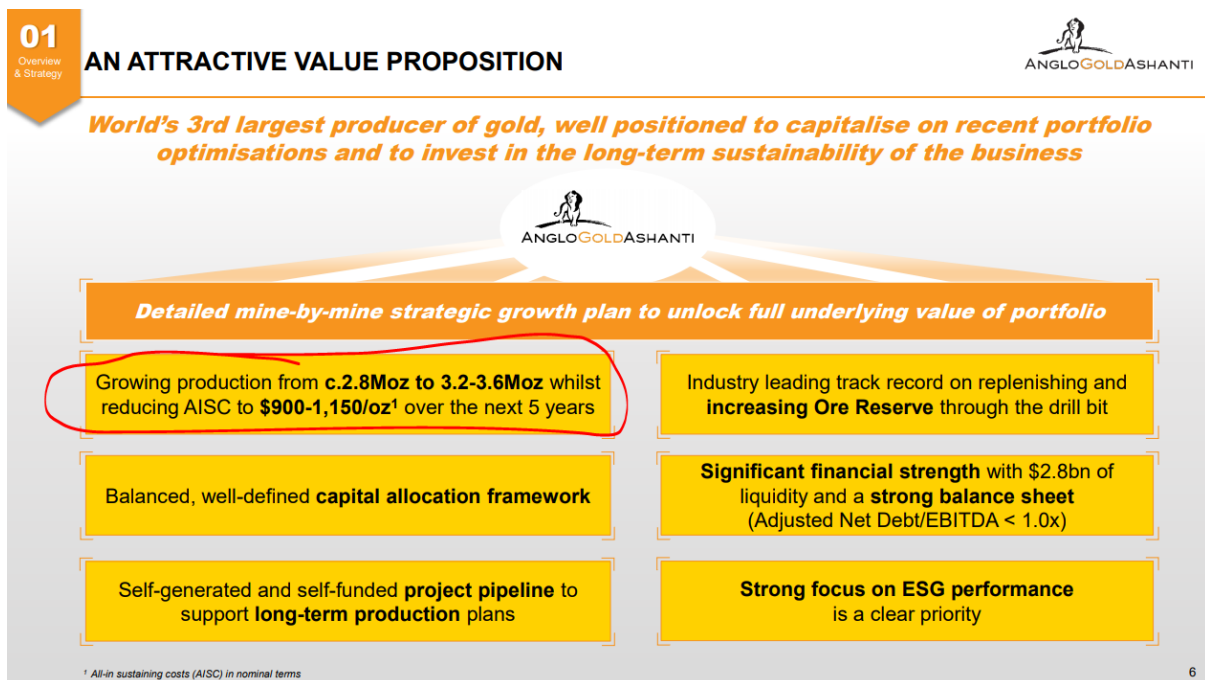 01
Overview
& Strategy
AN ATTRACTIVE VALUE PROPOSITION
ANGLOGOLDASHANTI
World's 3rd largest producer of gold, well positioned to capitalise on recent portfolio
optimisations and to invest in the long-term sustainability of the business
ANGLOGOLDASHANTI
Detailed mine-by-mine strategic growth plan to unlock full underlying value of portfolio
Growing production from c.2.8Moz to 3.2-3.6Moz whilst
reducing AISC to $900-1,150/oz¹ over the next 5 years
Industry leading track record on replenishing and
increasing Ore Reserve through the drill bit
Balanced, well-defined capital allocation framework
Significant financial strength with $2.8bn of
liquidity and a strong balance sheet
(Adjusted Net Debt/EBITDA < 1.0x)
Self-generated and self-funded project pipeline to
support long-term production plans
Strong focus on ESG performance
is a clear priority
¹ All-in sustaining costs (AISC) in nominal terms
6